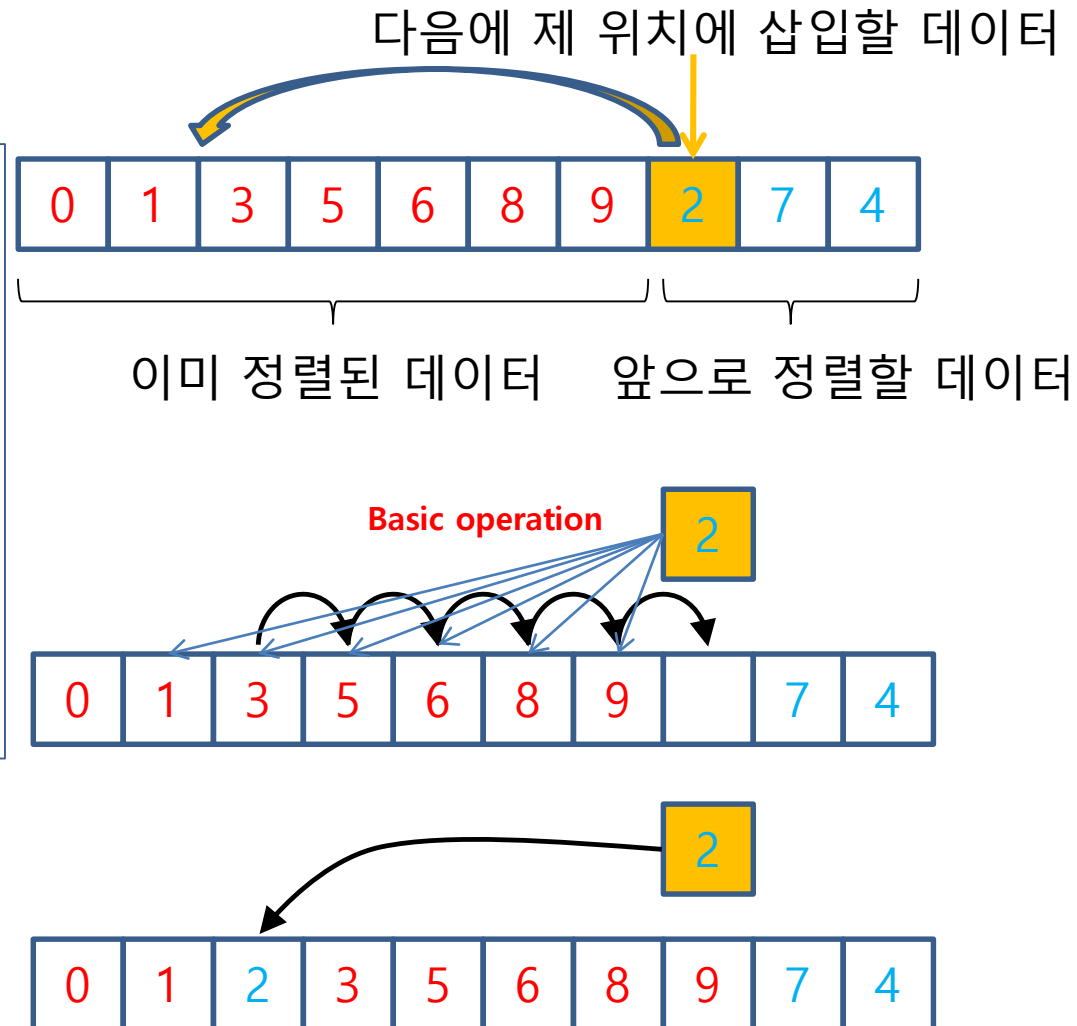 다음에 제 위치에 삽입할 데이터
0 1 3 5 6 8 9 2 7 4
이미 정렬된 데이터 앞으로 정렬할 데이터
Basic operation 2
0 1 3 5 6 8 9 7 4
2
0 1 2 3 5 6 8 9 7 4